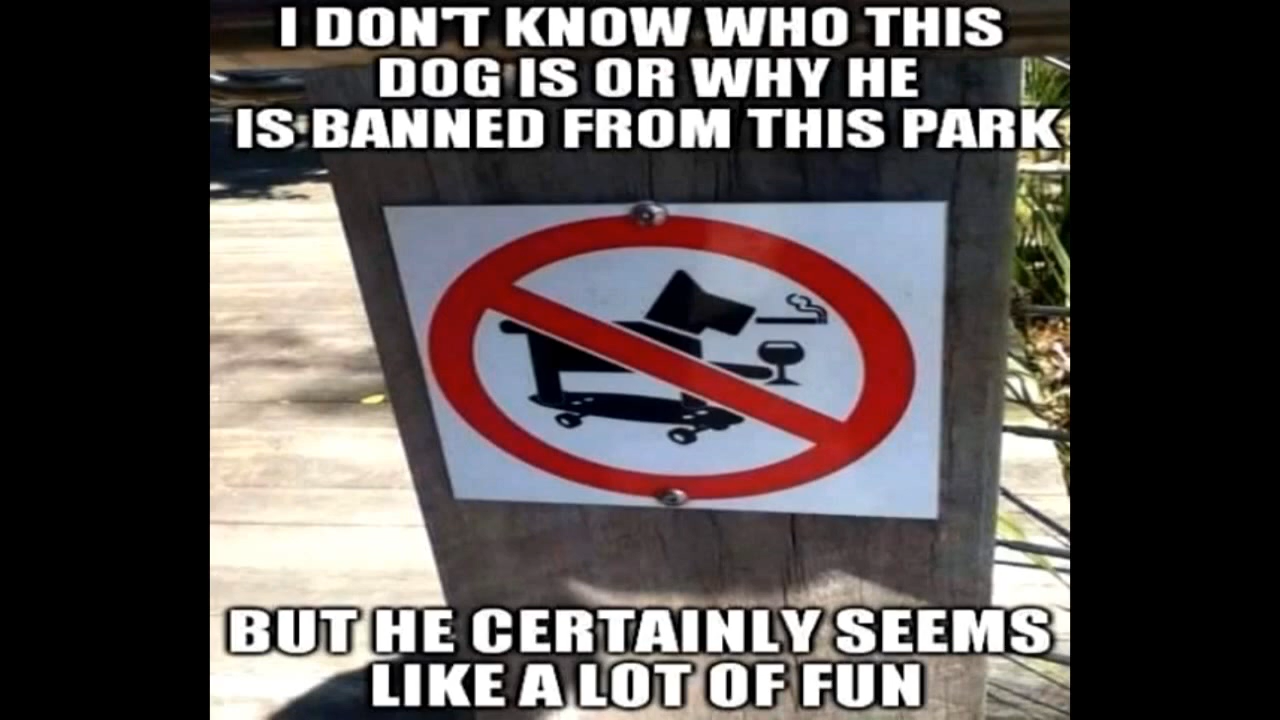 I DON'T KNOW WHO THIS
DOG IS OR WHY HE
IS BANNED FROM THIS PARK
BUT HE CERTAINLY SEEMS
LIKE A LOT OF FUN